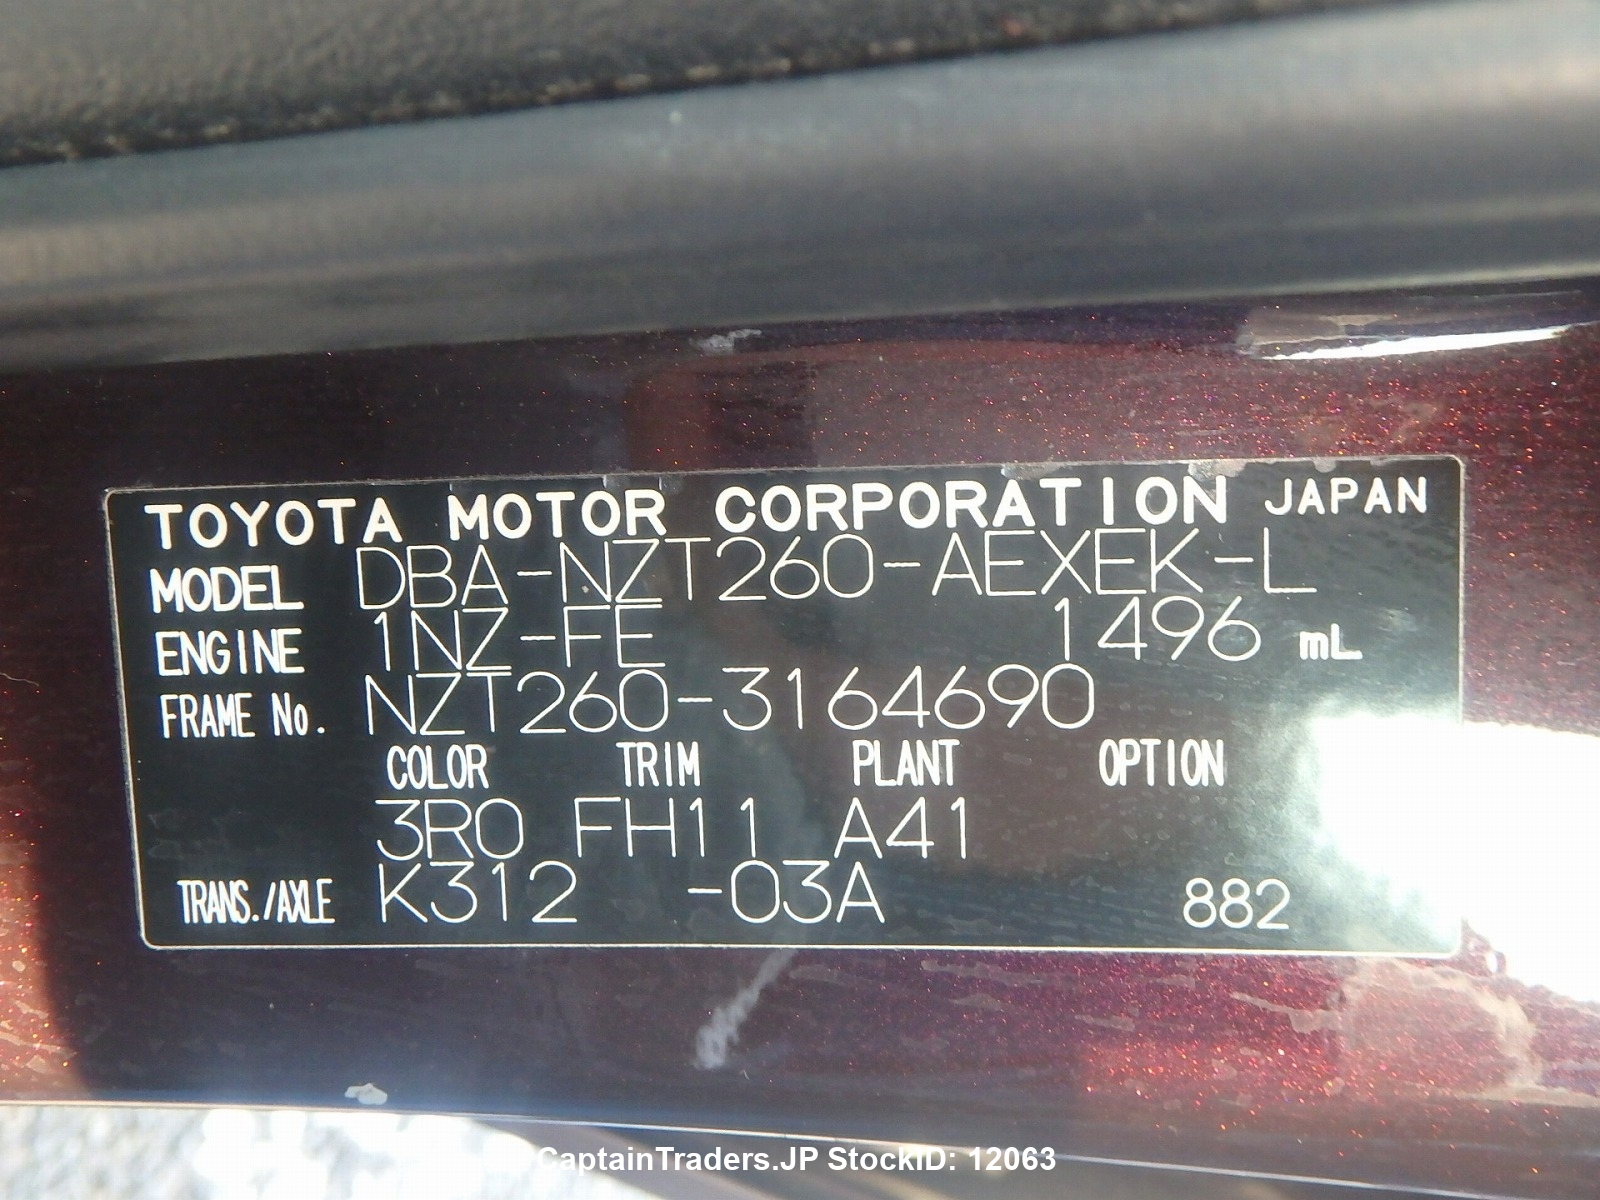 TOYOTA MOTOR CORPORATION JAPAN
MODEL DBA-NZT260-AEXEK-L
ENGINE 1NZ-FE 1496 mL
FRAME No. NZT260-3164690
COLOR TRIM PLANT OPTION
3R0 FH11 A41
TRANS./AXLE K312 -03A 882
CaptainTraders.JP StockID: 12063